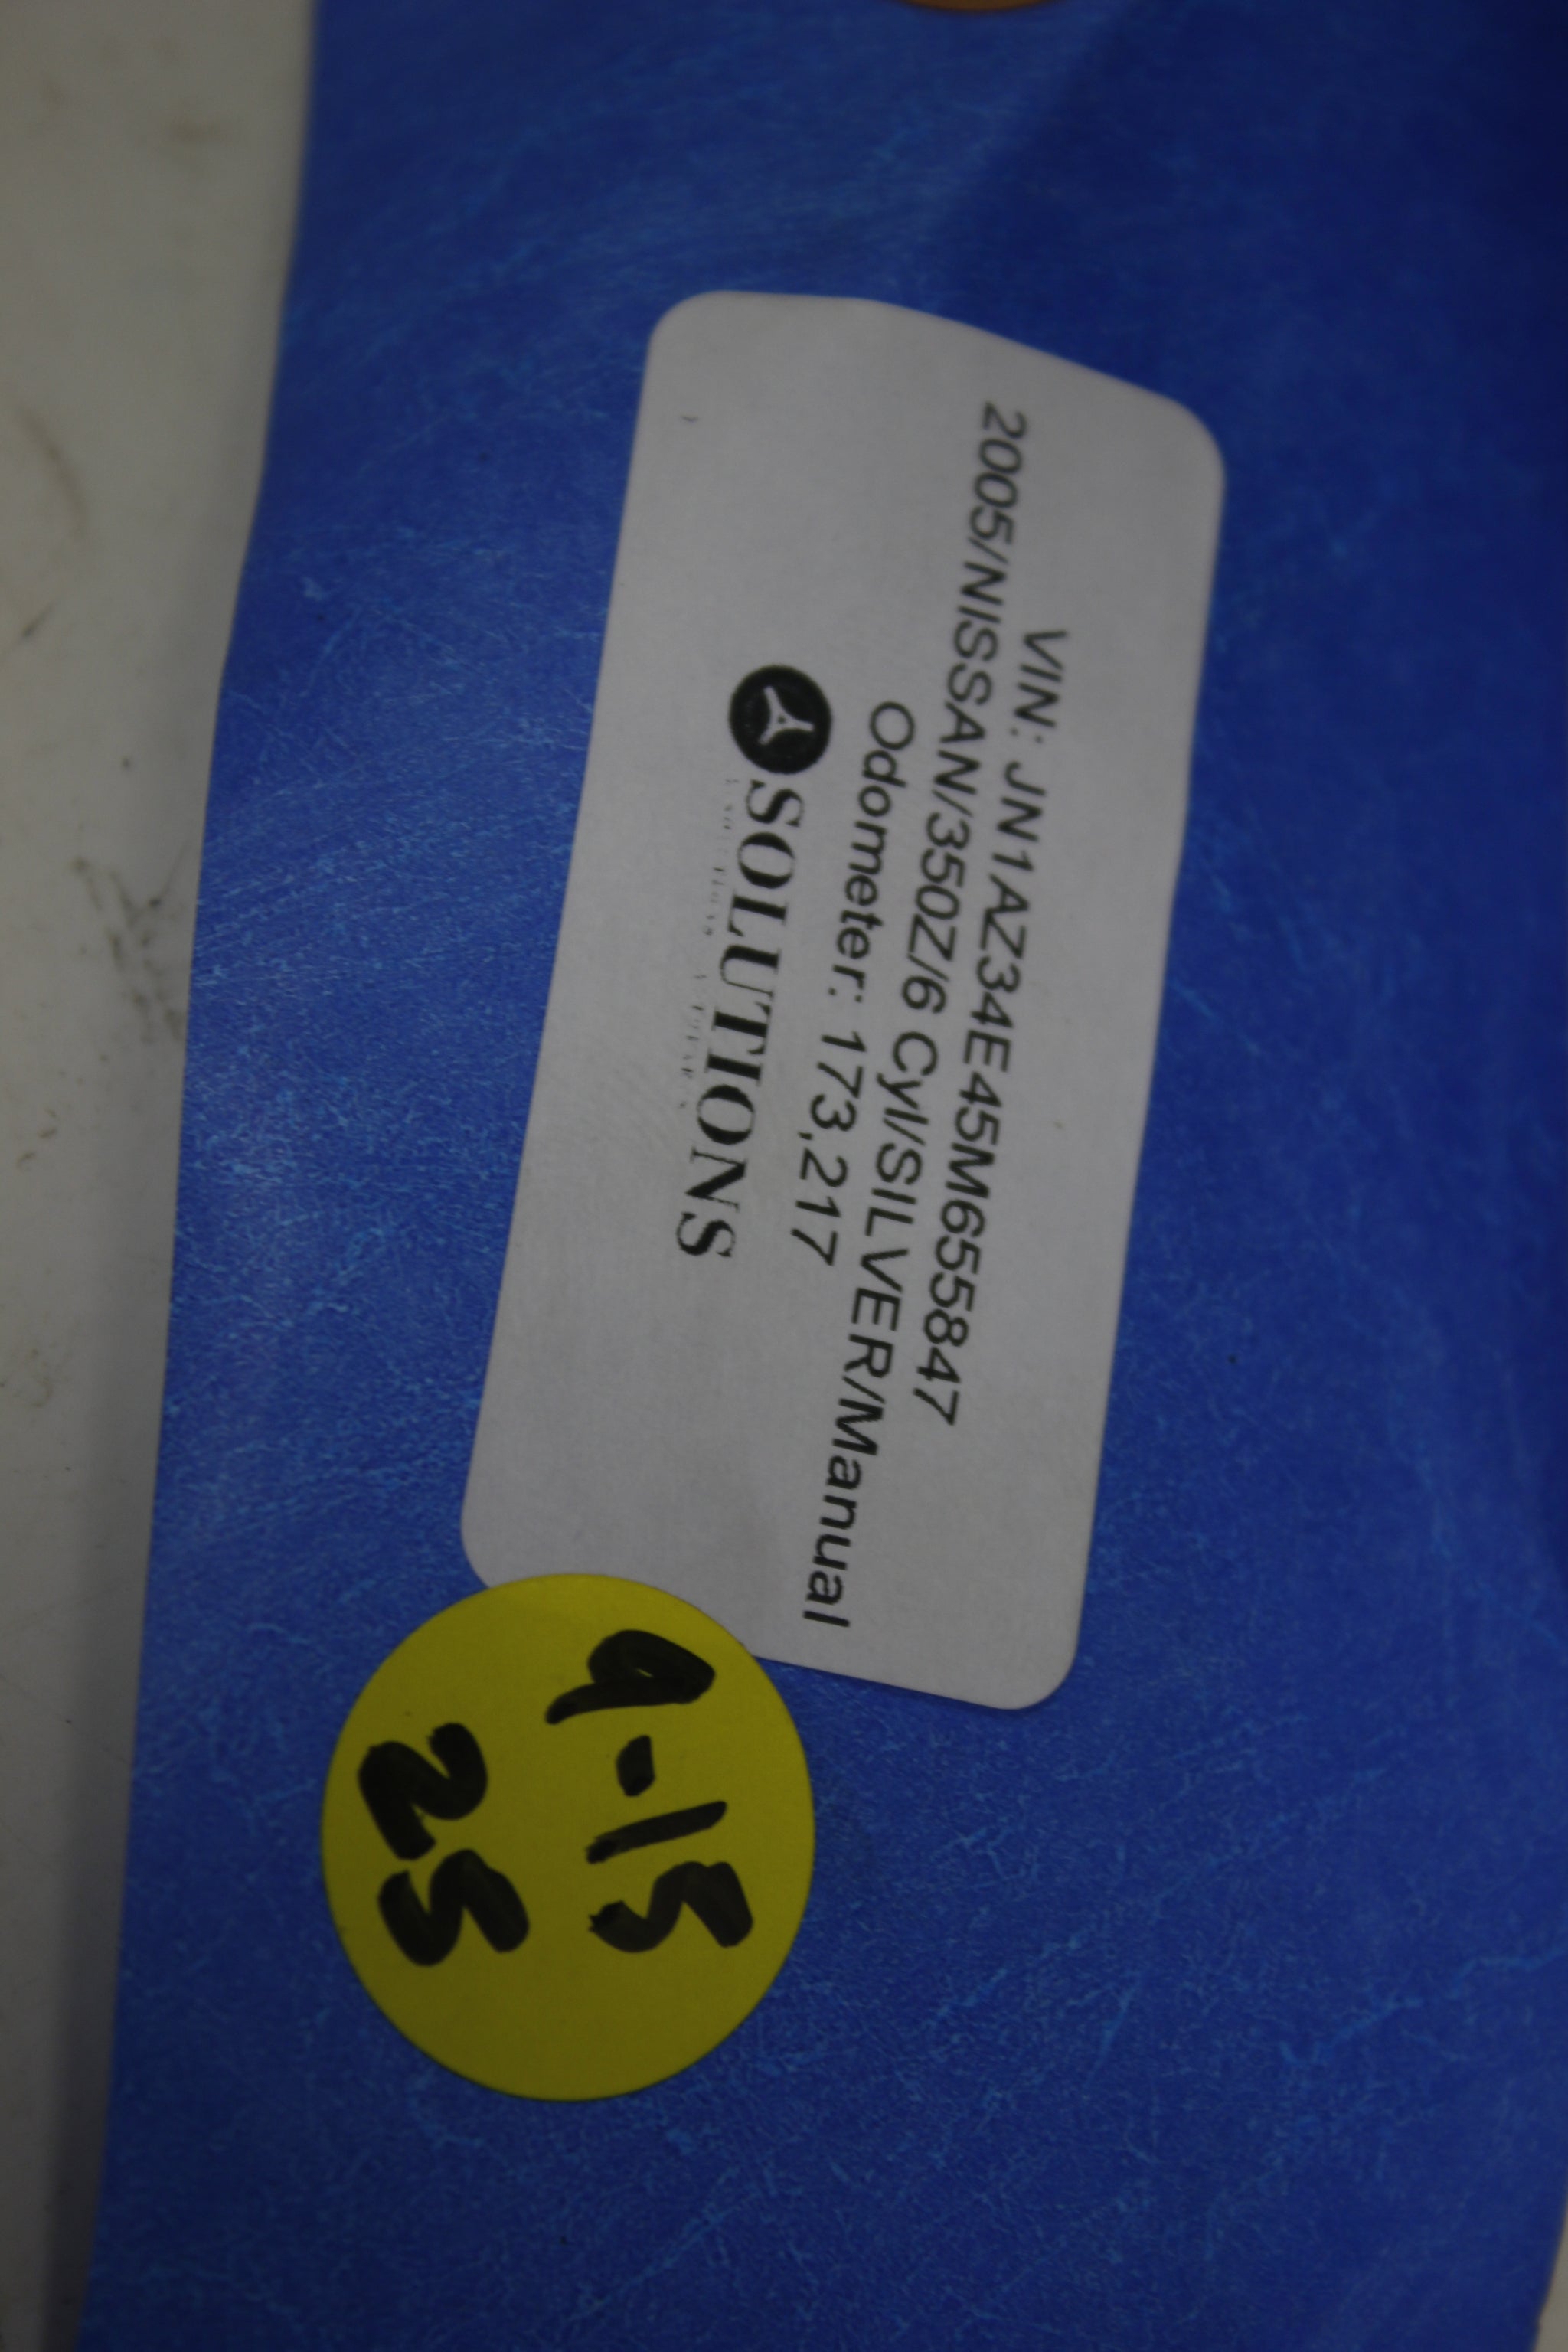 VIN: JN1AZ34E45M655847
2005/NISSAN/350Z/6 Cyl/SILVER/Manual
Odometer: 173,217
SOLUTIONS
9-15
25